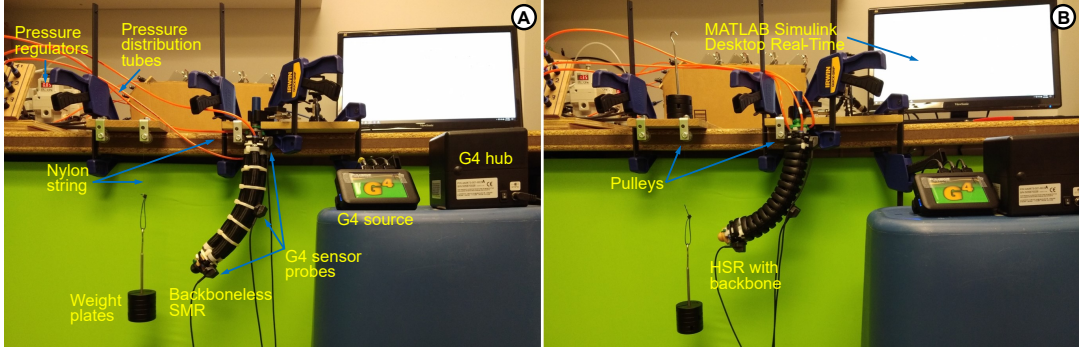 A
Pressure
regulators
Pressure
distribution
tubes
Nylon
string
G4 hub
G4
G4 source
G4 sensor
probes
Weight
plates
Backboneless
SMR
B
MATLAB Simulink
Desktop Real-Time
Pulleys
G4
HSR with
backbone